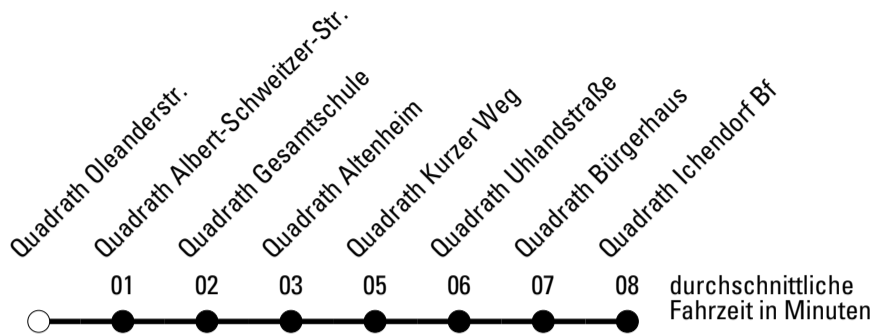 Quadrath Oleanderstr.
Quadrath Albert-Schweitzer-Str.
Quadrath Gesamtschule
Quadrath Altenheim
Quadrath Kurzer Weg
Quadrath Uhlandstraße
Quadrath Bürgerhaus
Quadrath Ichendorf Bf
01 02 03 05 06 07 08
durchschnittliche
Fahrzeit in Minuten